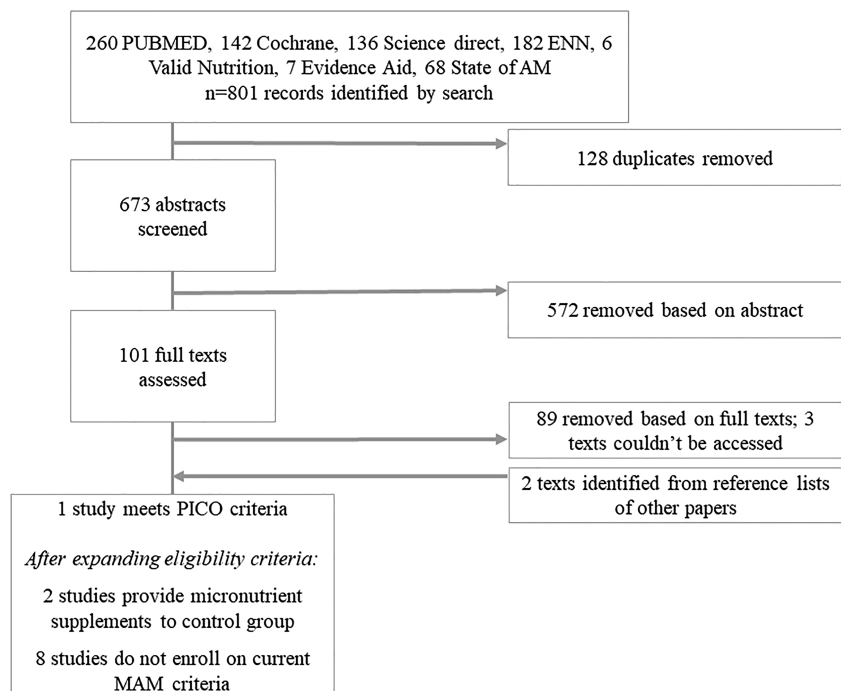 260 PUBMED, 142 Cochrane, 136 Science direct, 182 ENN, 6
Valid Nutrition, 7 Evidence Aid, 68 State of AM
n=801 records identified by search
128 duplicates removed
673 abstracts
screened
572 removed based on abstract
101 full texts
assessed
89 removed based on full texts; 3
texts couldn’t be accessed
2 texts identified from reference lists
of other papers
1 study meets PICO criteria
After expanding eligibility criteria:
2 studies provide micronutrient
supplements to control group
8 studies do not enroll on current
MAM criteria